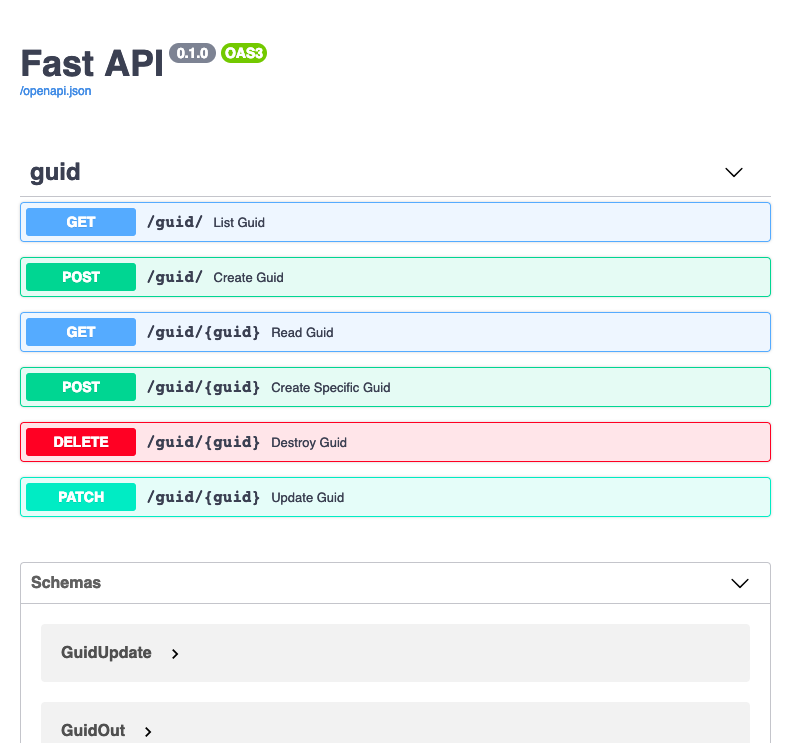 Fast API 0.1.0 OAS3
/openapi.json
guid
GET /guid/ List Guid
POST /guid/ Create Guid
GET /guid/{guid} Read Guid
POST /guid/{guid} Create Specific Guid
DELETE /guid/{guid} Destroy Guid
PATCH /guid/{guid} Update Guid
Schemas
GuidUpdate
GuidOut